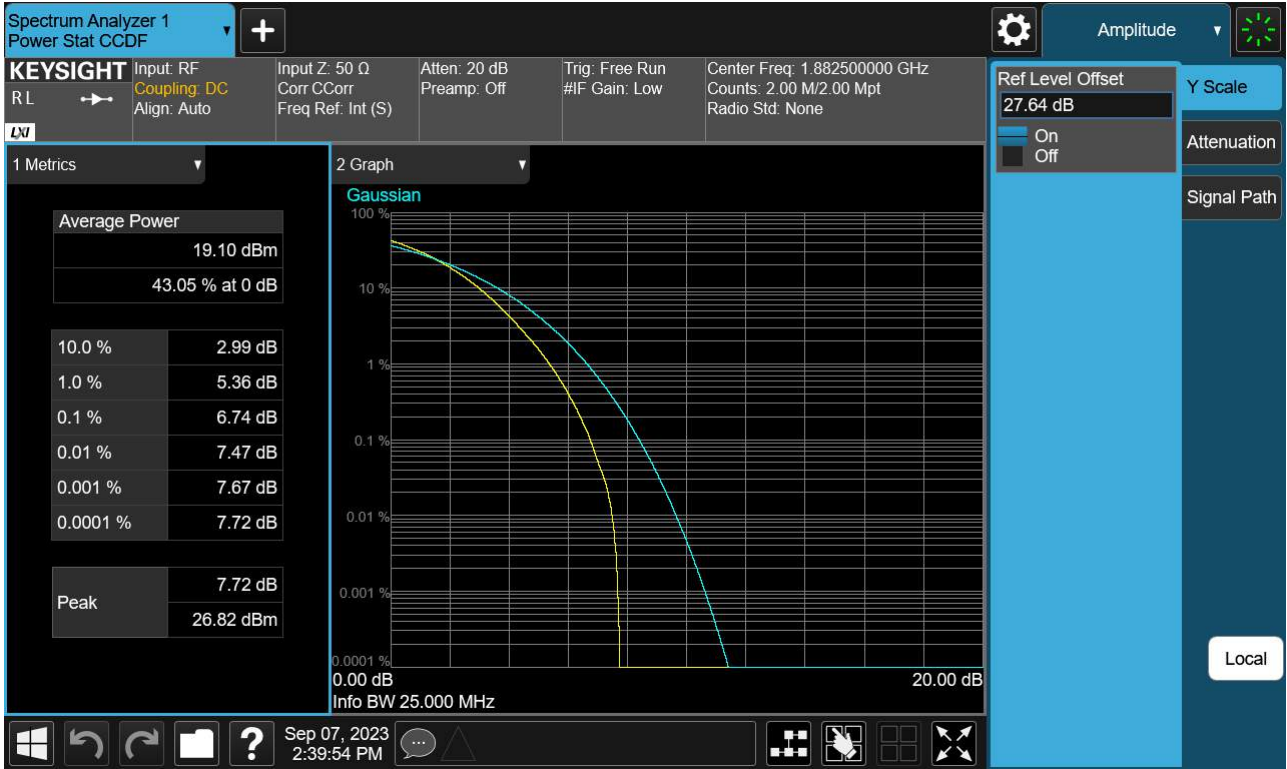 Spectrum Analyzer 1
Power Stat CCDF
Amplitude
KEYSIGHT
R L
LXI
Input: RF
Coupling: DC
Align: Auto
Input Z: 50 Ω
Corr CCorr
Freq Ref: Int (S)
Atten: 20 dB
Preamp: Off
Trig: Free Run
#IF Gain: Low
Center Freq: 1.882500000 GHz
Counts: 2.00 M/2.00 Mpt
Radio Std: None
Ref Level Offset
27.64 dB
On
Off
Y Scale
Attenuation
Signal Path
1 Metrics
Average Power
19.10 dBm
43.05 % at 0 dB
10.0 % 2.99 dB
1.0 % 5.36 dB
0.1 % 6.74 dB
0.01 % 7.47 dB
0.001 % 7.67 dB
0.0001 % 7.72 dB
Peak
7.72 dB
26.82 dBm
2 Graph
Gaussian
100 %
10 %
1 %
0.1 %
0.01 %
0.001 %
0.0001 %
0.00 dB 20.00 dB
Info BW 25.000 MHz
Local
?
Sep 07, 2023
2:39:54 PM